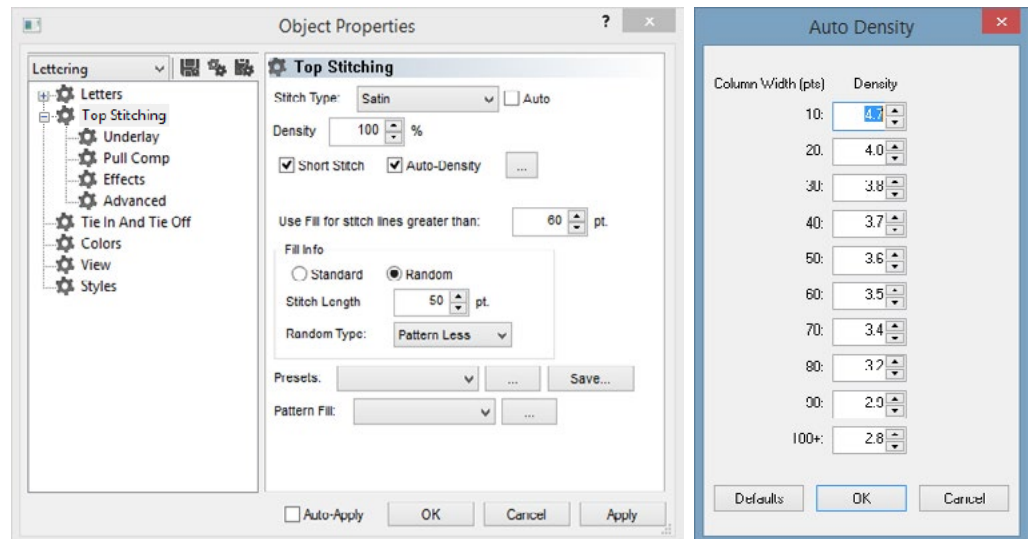 Object Properties
?
x
Lettering
Letters
Top Stitching
Underlay
Pull Comp
Effects
Advanced
Tie In And Tie Off
Colors
View
Styles
Top Stitching
Stitch Type: Satin Auto
Density 100 %
Short Stitch Auto-Density ...
Use Fill for stitch lines greater than: 60 pt.
Fill Info
Standard Random
Stitch Length 50 pt.
Random Type: Pattern Less
Presets: ... Save...
Pattern Fill: ...
Auto-Apply OK Cancel Apply
Auto Density
x
Column Width (pts) Density
10: 4.7
20. 4.0
30: 3.8
40: 3.7
50: 3.6
60: 3.5
70: 3.4
80: 3.2
90: 2.9
100+: 2.8
Defaults OK Cancel